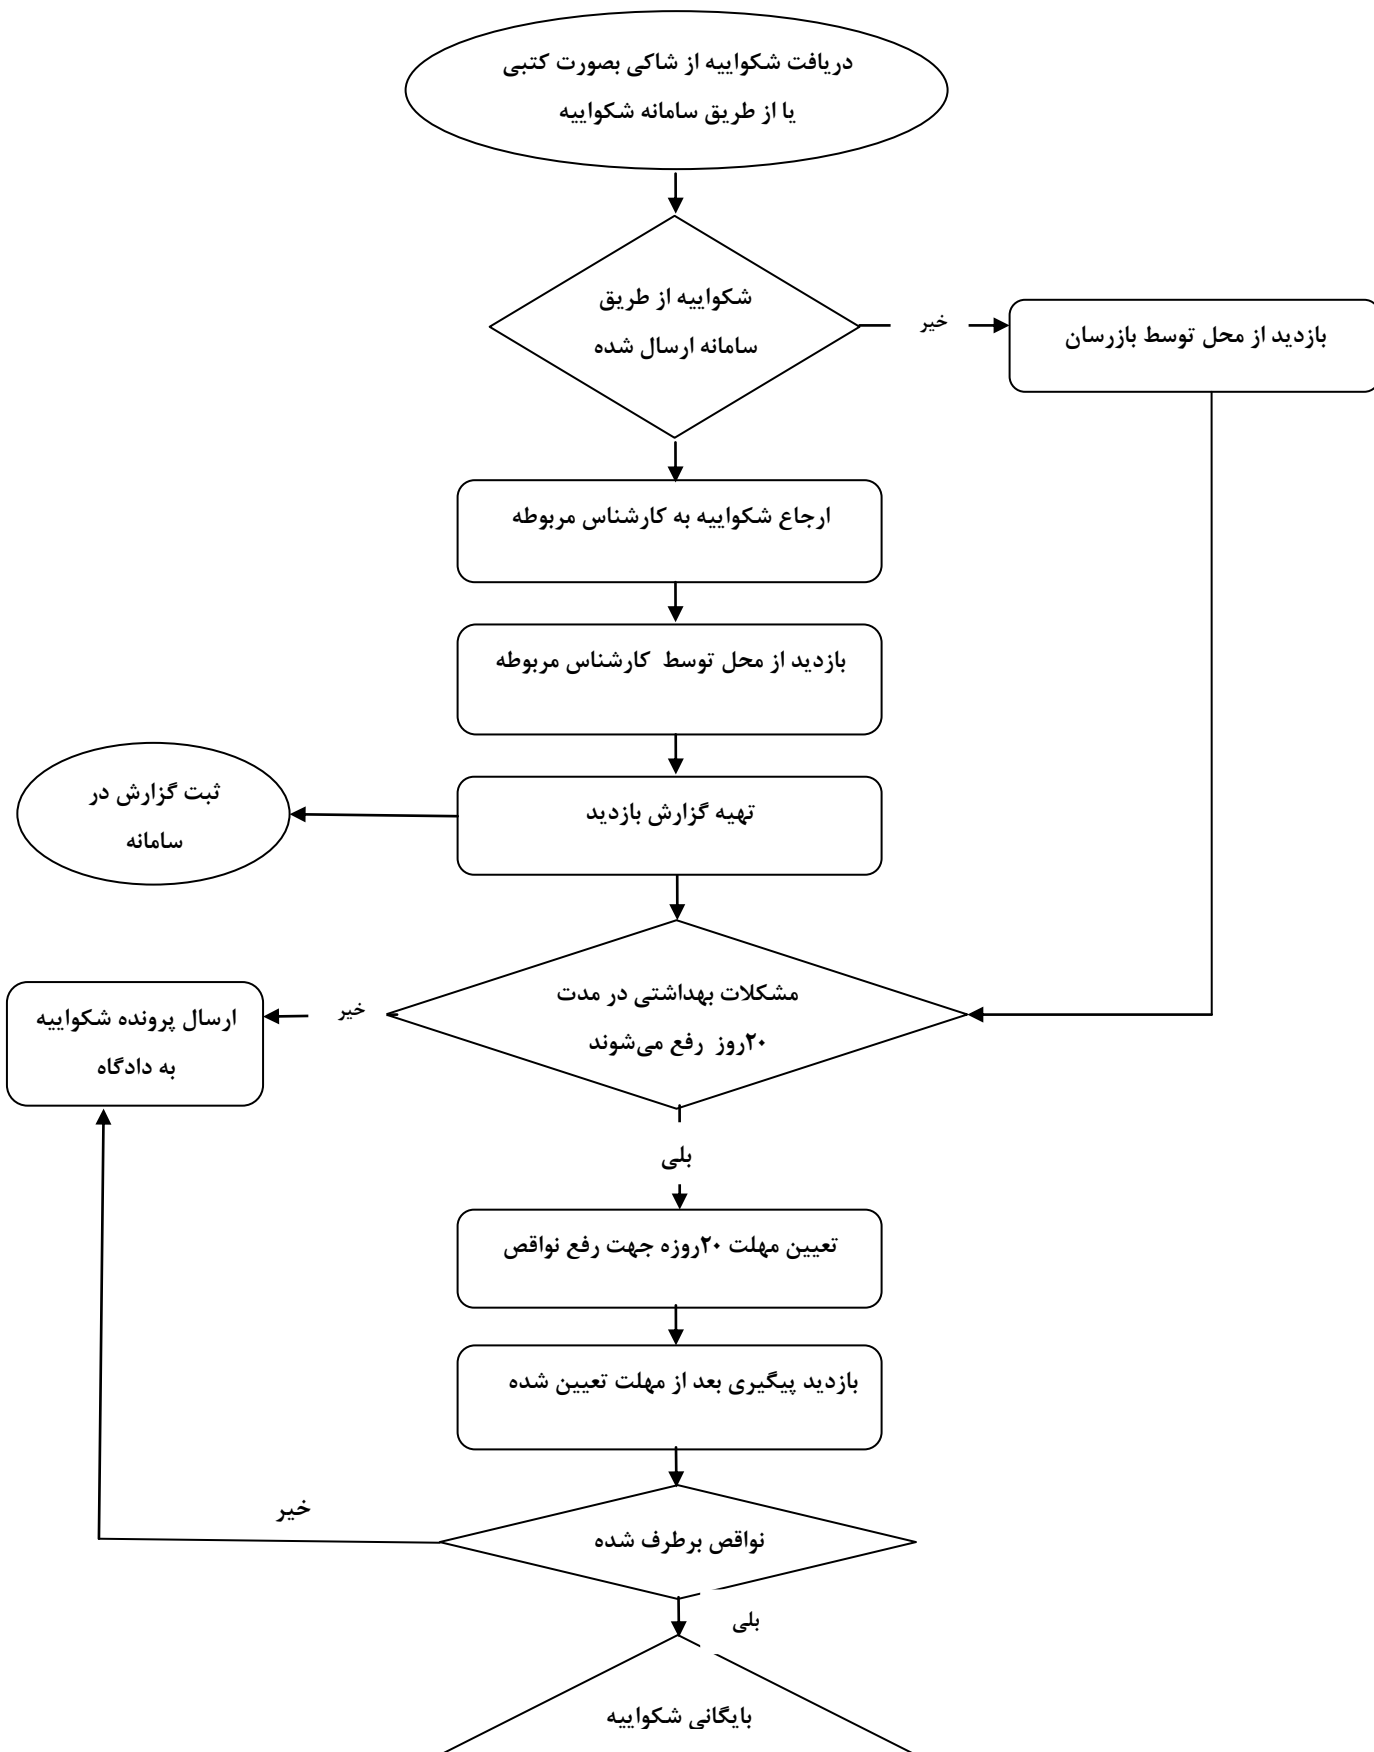 دریافت شکواییه از شاکی بصورت کتبی
یا از طریق سامانه شکواییه
شکواییه از طریق
سامانه ارسال شده
خیر
بازدید از محل توسط بازرسان
ارجاع شکواییه به کارشناس مربوطه
بازدید از محل توسط کارشناس مربوطه
تهیه گزارش بازدید
ثبت گزارش در
سامانه
مشکلات بهداشتی در مدت
۲۰روز رفع می‌شوند
خیر
ارسال پرونده شکواییه
به دادگاه
بلی
تعیین مهلت ۲۰روزه جهت رفع نواقص
بازدید پیگیری بعد از مهلت تعیین شده
نواقص برطرف شده
خیر
بلی
بایگانی شکواییه